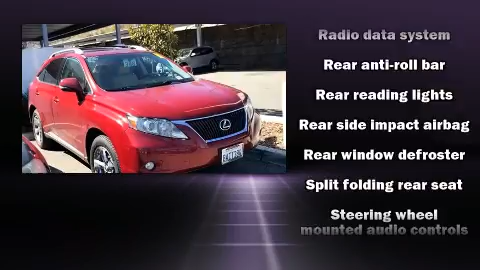 Radio data system
Rear anti-roll bar
Rear reading lights
Rear side impact airbag
Rear window defroster
Split folding rear seat
Steering wheel
mounted audio controls